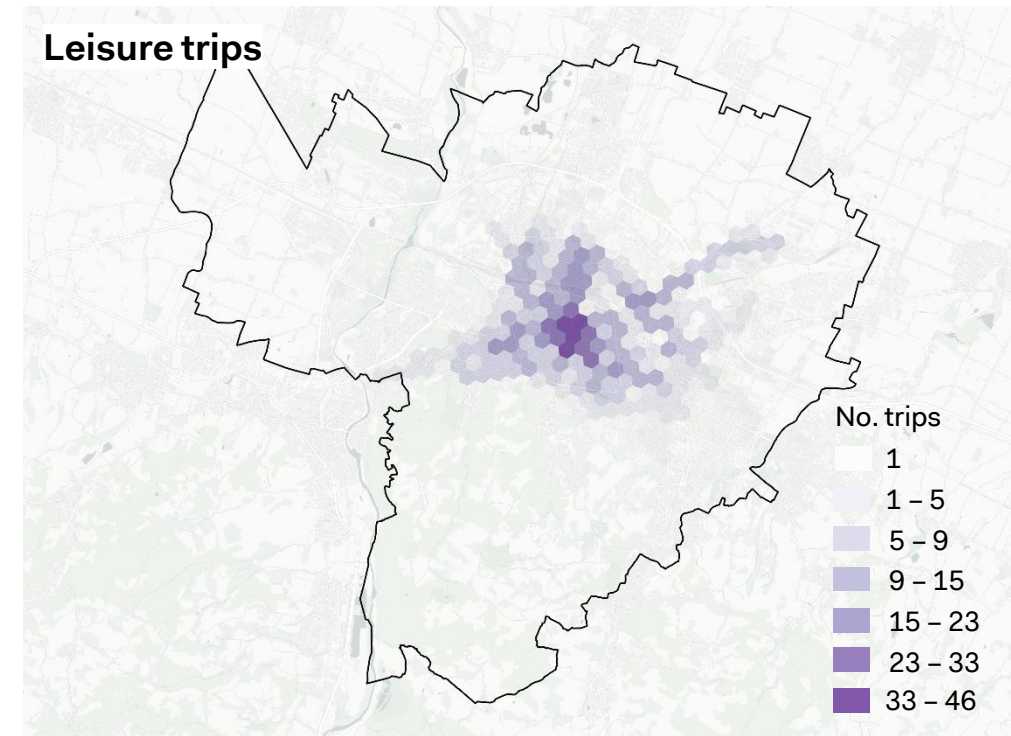 Leisure trips
No. trips
1
1 – 5
5 – 9
9 – 15
15 – 23
23 – 33
33 – 46